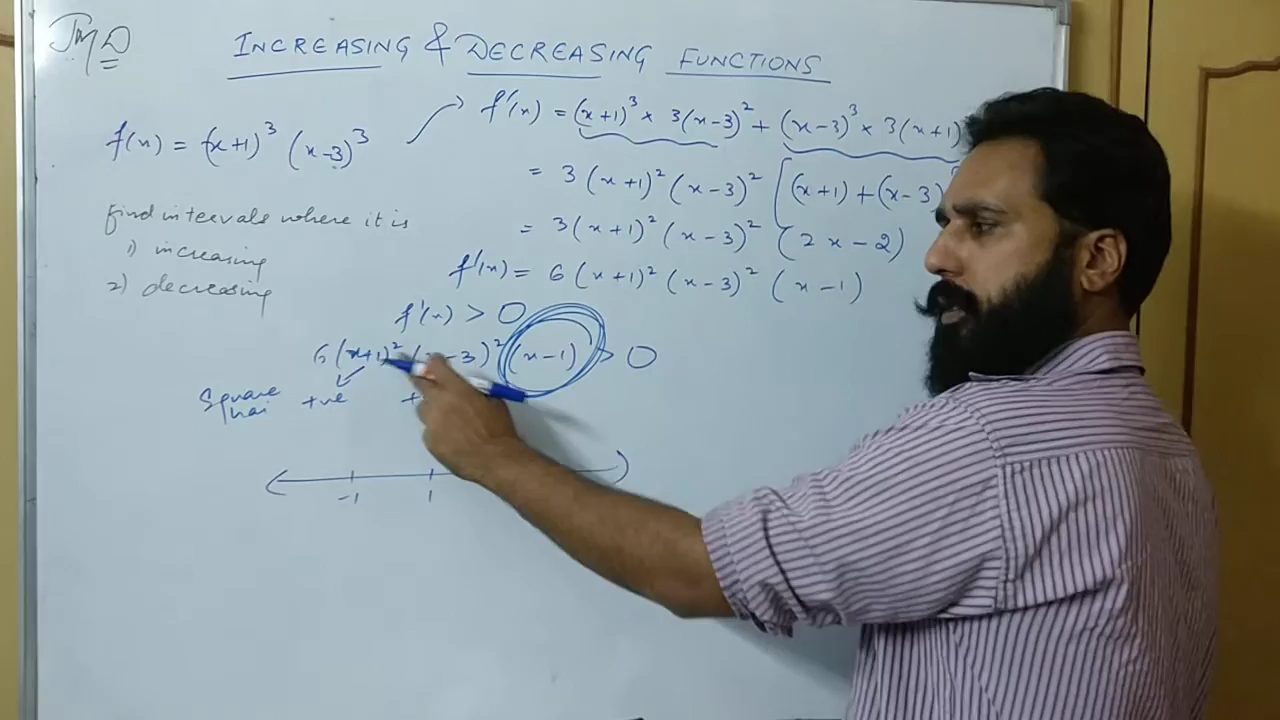 INCREASING & DECREASING FUNCTIONS
f(x) = (x+1)³ (x-3)³
f'(x) = (x+1)³ × 3(x-3)² + (x-3)³ × 3(x+1)
= 3(x+1)² (x-3)² [(x+1) + (x-3)
= 3(x+1)² (x-3)² (2x-2)
f'(x) = 6(x+1)² (x-3)² (x-1)
find intervals where it is
1) increasing
2) decreasing
f'(x) > 0
6(x+1)² (x-3)² (x-1) > 0
Square +ve +
-1 1